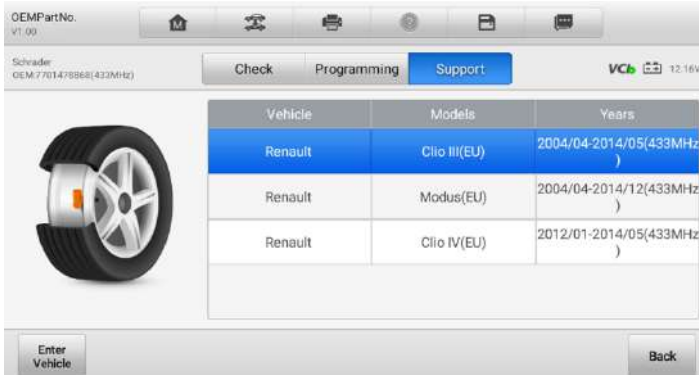 OEMPartNo.
V1.00
M
Schrader
OEM:7701478868(433MHz)
Check
Programming
Support
VCI
12.16V
Vehicle
Models
Years
Renault
Clio III(EU)
2004/04-2014/05(433MHz
)
Renault
Modus(EU)
2004/04-2014/12(433MHz
)
Renault
Clio IV(EU)
2012/01-2014/05(433MHz
)
Enter
Vehicle
Back